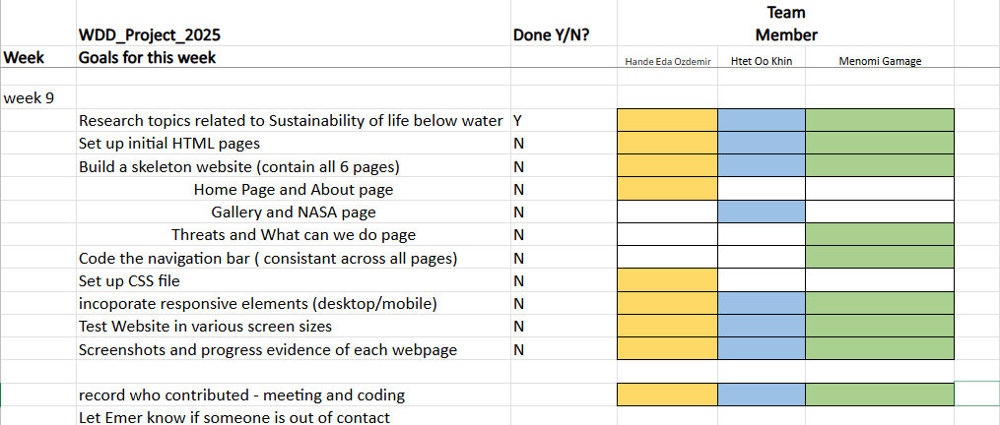 Team
WDD_Project_2025 Done Y/N? Member
Week Goals for this week Hande Eda Ozdemir Htet Oo Khin Menomi Gamage
week 9
Research topics related to Sustainability of life below water Y
Set up initial HTML pages N
Build a skeleton website (contain all 6 pages) N
Home Page and About page N
Gallery and NASA page N
Threats and What can we do page N
Code the navigation bar ( consistant across all pages) N
Set up CSS file N
incoporate responsive elements (desktop/mobile) N
Test Website in various screen sizes N
Screenshots and progress evidence of each webpage N
record who contributed - meeting and coding
Let Emer know if someone is out of contact